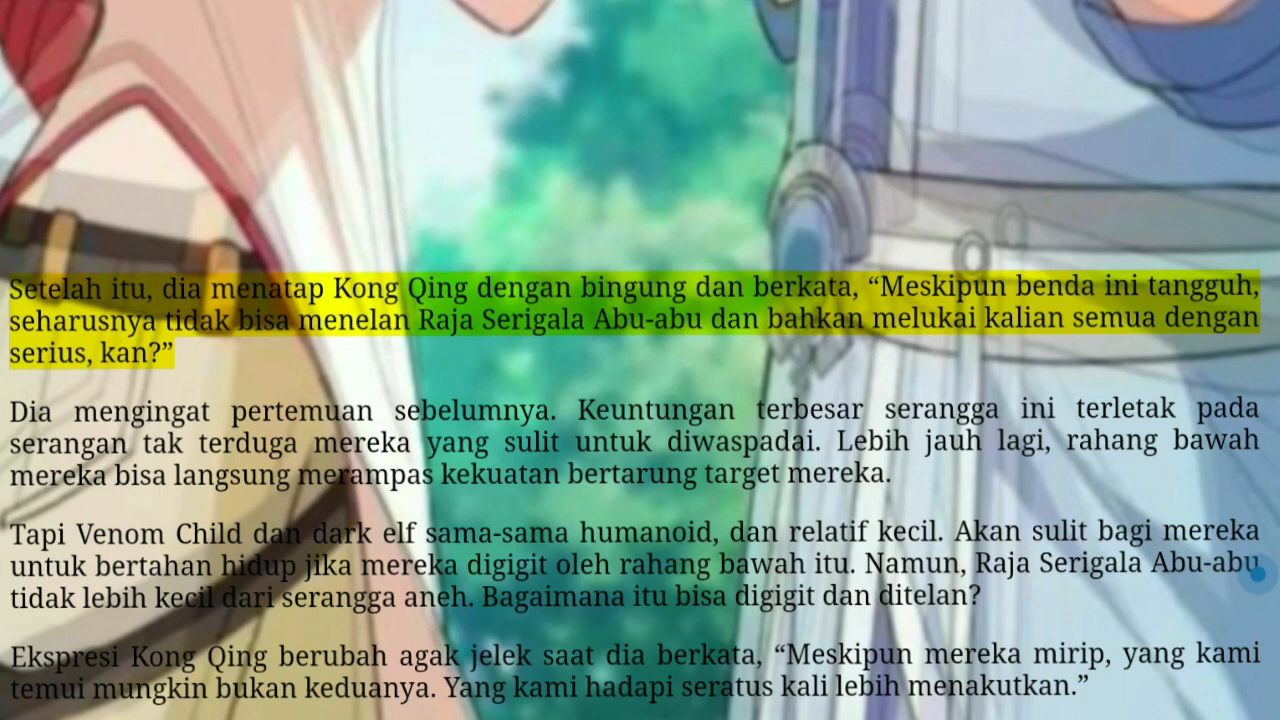 Setelah itu, dia menatap Kong Qing dengan bingung dan berkata, “Meskipun benda ini tangguh,
seharusnya tidak bisa menelan Raja Serigala Abu-abu dan bahkan melukai kalian semua dengan
serius, kan?”
Dia mengingat pertemuan sebelumnya. Keuntungan terbesar serangga ini terletak pada
serangan tak terduga mereka yang sulit untuk diwaspadai. Lebih jauh lagi, rahang bawah
mereka bisa langsung merampas kekuatan bertarung target mereka.
Tapi Venom Child dan dark elf sama-sama humanoid, dan relatif kecil. Akan sulit bagi mereka
untuk bertahan hidup jika mereka digigit oleh rahang bawah itu. Namun, Raja Serigala Abu-abu
tidak lebih kecil dari serangga aneh. Bagaimana itu bisa digigit dan ditelan?
Ekspresi Kong Qing berubah agak jelek saat dia berkata, “Meskipun mereka mirip, yang kami
temui mungkin bukan keduanya. Yang kami hadapi seratus kali lebih menakutkan.”